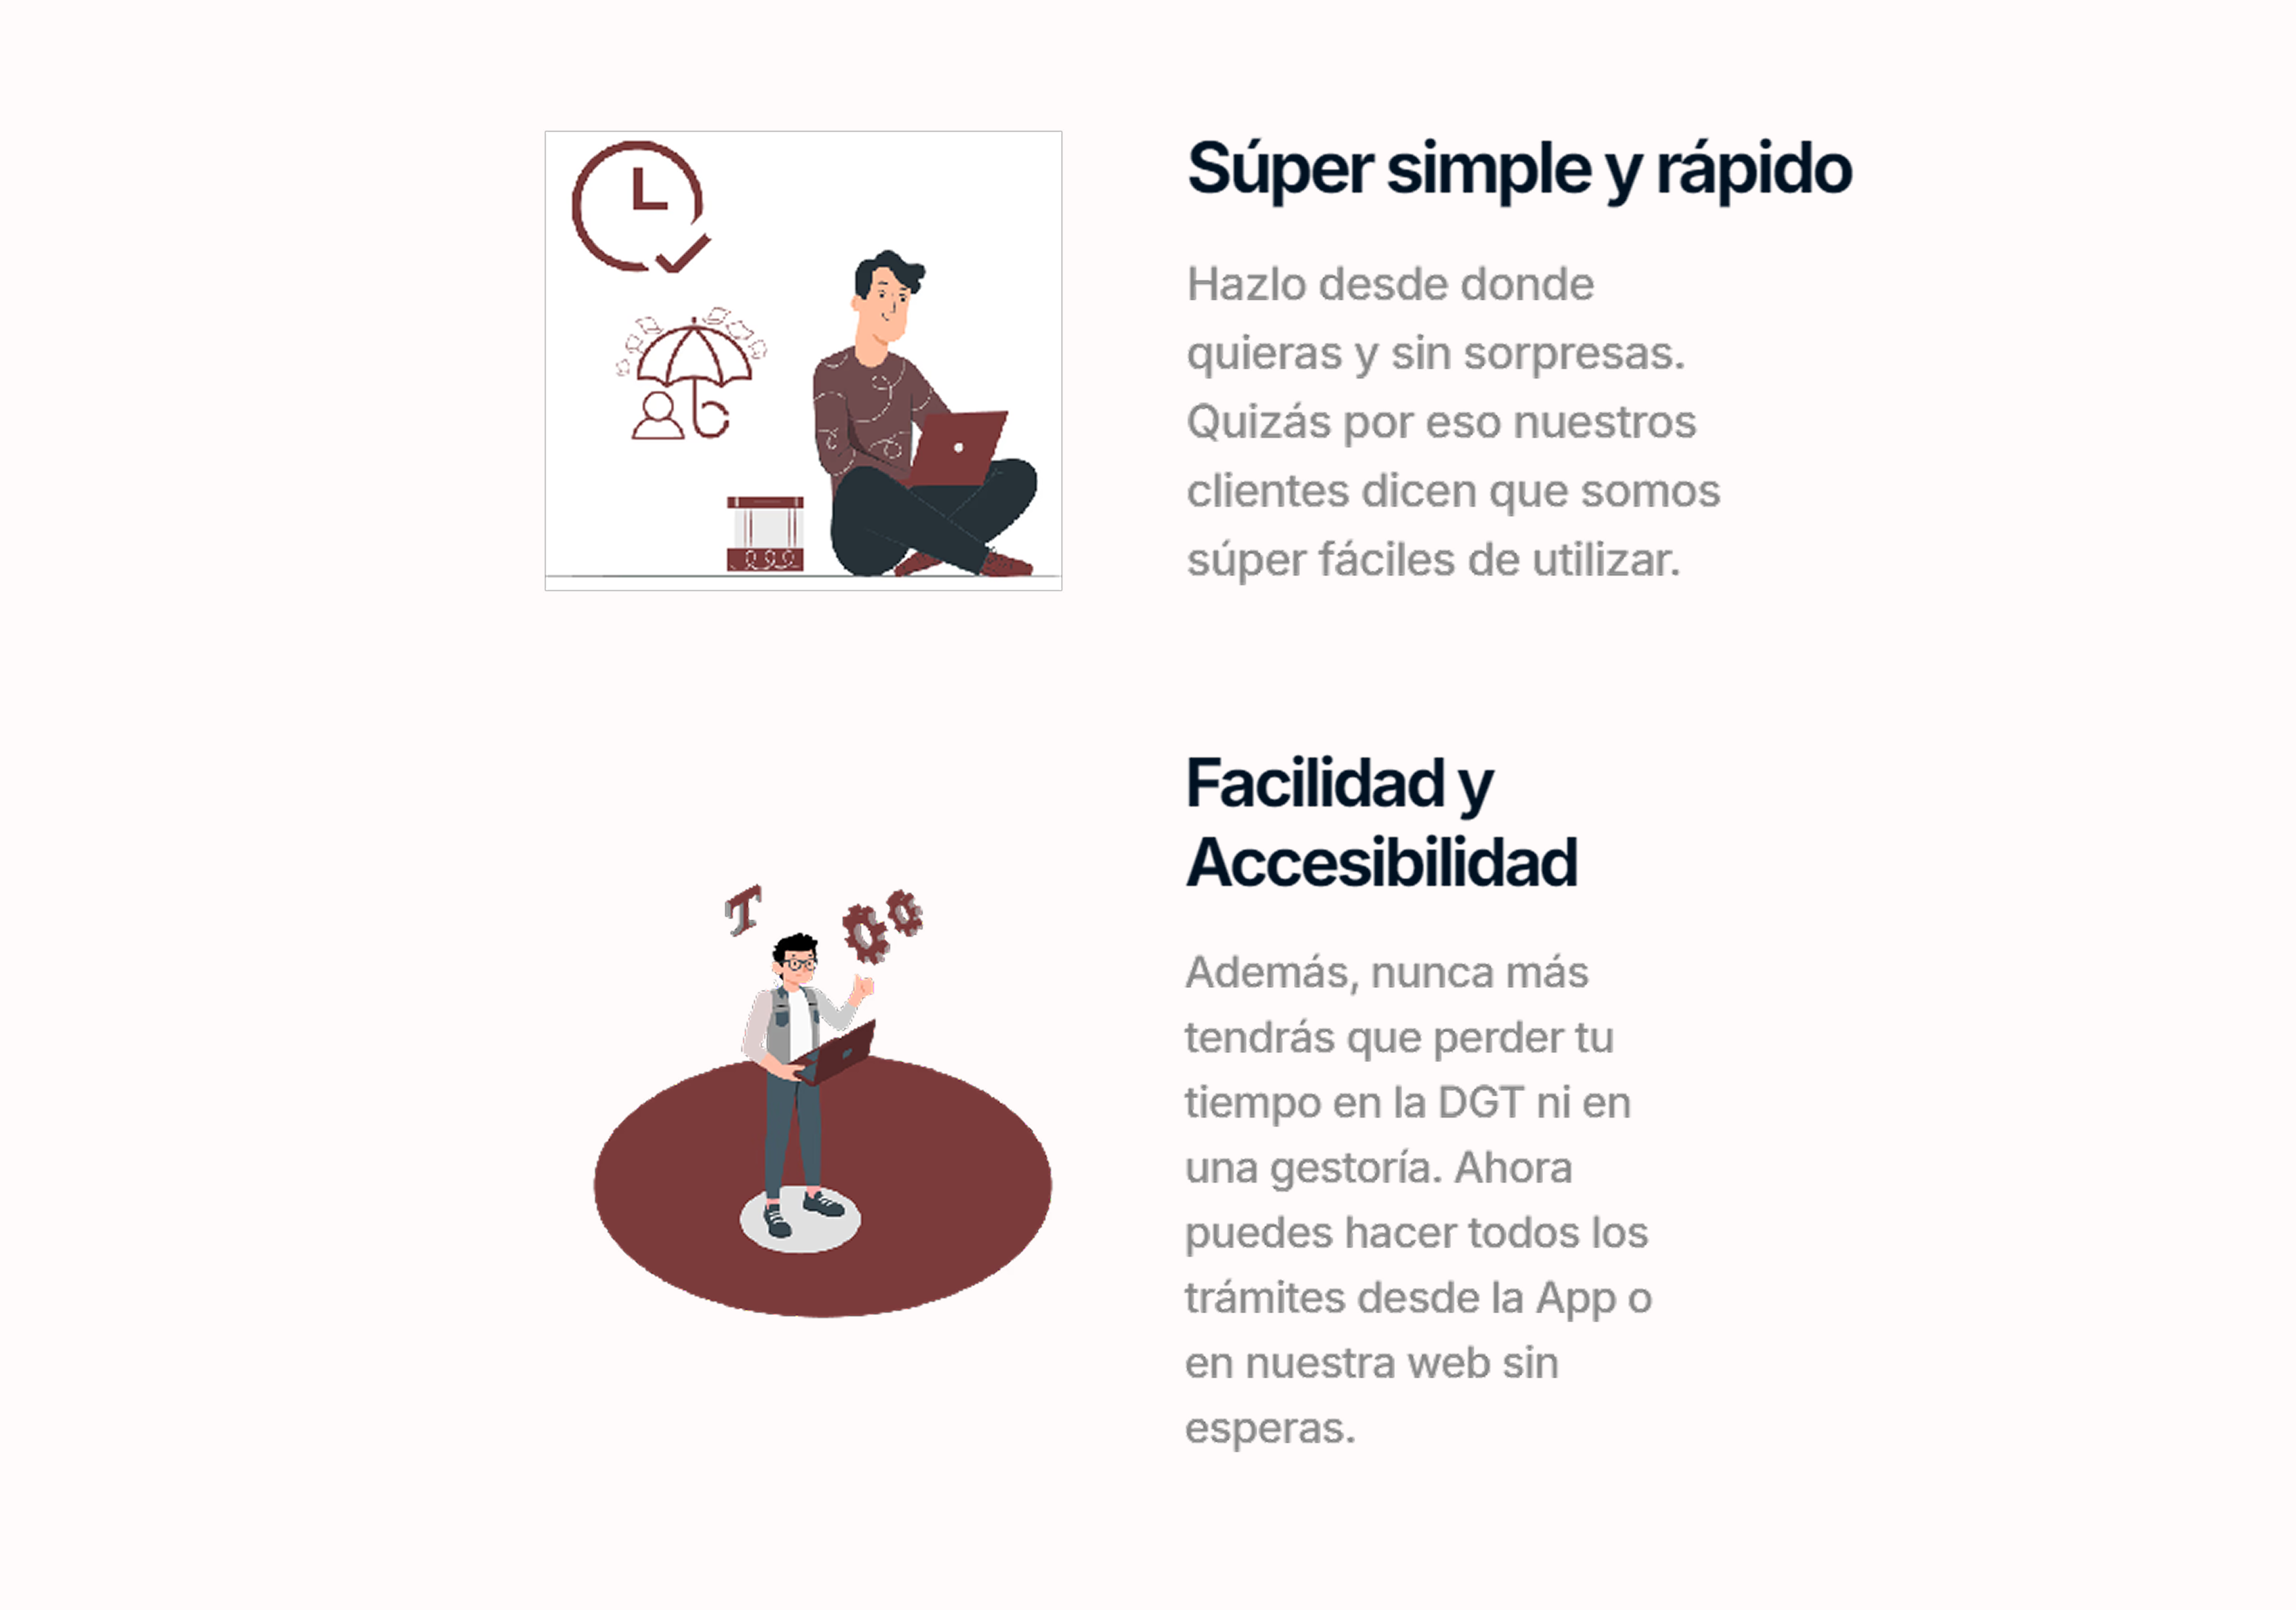 Súper simple y rápido
Hazlo desde donde
quieras y sin sorpresas.
Quizás por eso nuestros
clientes dicen que somos
súper fáciles de utilizar.
Facilidad y
Accesibilidad
Además, nunca más
tendrás que perder tu
tiempo en la DGT ni en
una gestoría. Ahora
puedes hacer todos los
trámites desde la App o
en nuestra web sin
esperas.
T